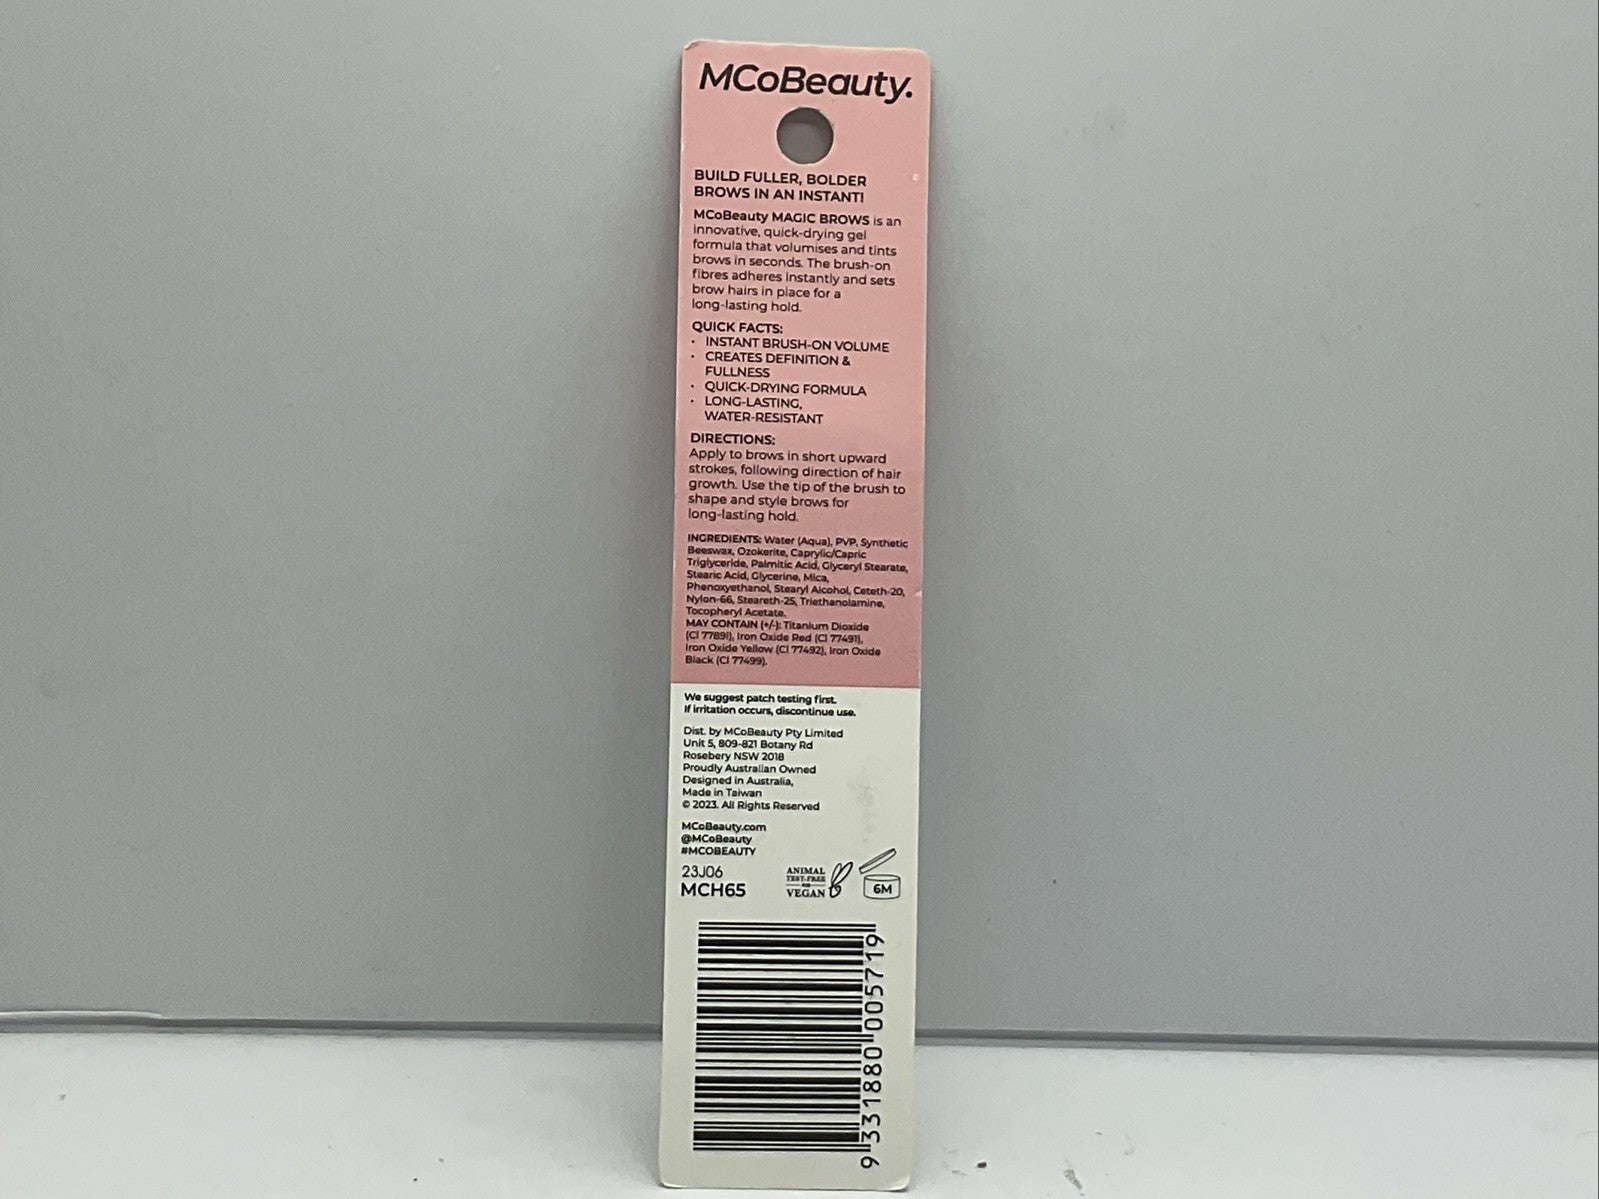 MCoBeauty.
BUILD FULLER, BOLDER
BROWS IN AN INSTANT!
MCoBeauty MAGIC BROWS is an
innovative, quick-drying gel
formula that volumises and tints
brows in seconds. The brush-on
fibres adheres instantly and sets
brow hairs in place for a
long-lasting hold.
QUICK FACTS:
· INSTANT BRUSH-ON VOLUME
· CREATES DEFINITION &
FULLNESS
· QUICK-DRYING FORMULA
· LONG-LASTING,
WATER-RESISTANT
DIRECTIONS:
Apply to brows in short upward
strokes, following direction of hair
growth. Use the tip of the brush to
shape and style brows for
long-lasting hold.
INGREDIENTS: Water (Aqua), PVP, Synthetic
Beeswax, Ozokerite, Caprylic/Capric
Triglyceride, Palmitic Acid, Glyceryl Stearate,
Stearic Acid, Glycerine, Mica,
Phenoxyethanol, Stearyl Alcohol, Ceteth-20,
Nylon-66, Steareth-25, Triethanolamine,
Tocopheryl Acetate.
MAY CONTAIN (+/-): Titanium Dioxide
(CI 77891), Iron Oxide Red (CI 77491),
Iron Oxide Yellow (CI 77492), Iron Oxide
Black (CI 77499).
We suggest patch testing first.
If irritation occurs, discontinue use.
Dist. by MCoBeauty Pty Limited
Unit 5, 809-821 Botany Rd
Rosebery NSW 2018
Proudly Australian Owned
Designed in Australia,
Made in Taiwan
© 2023. All Rights Reserved
MCoBeauty.com
@MCoBeauty
#MCOBEAUTY
23J06
MCH65
ANIMAL
TEST-FREE
AND
VEGAN
6M
9 331880 005719